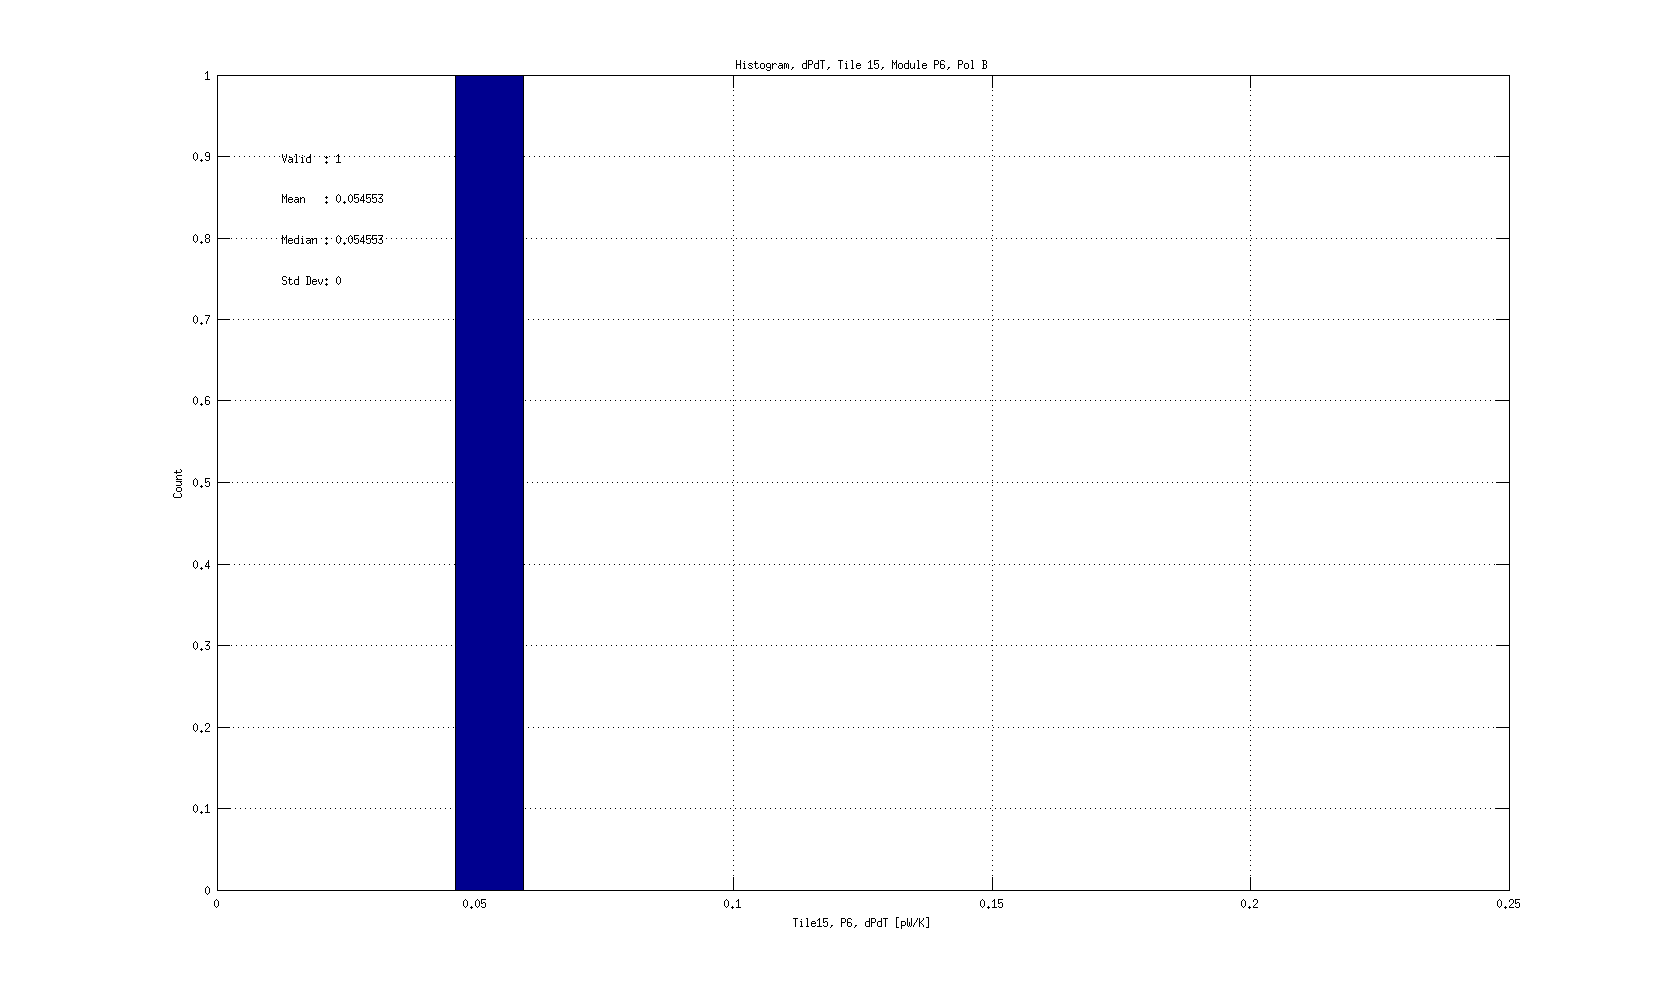 Histogram, dPdT, Tile 15, Module P6, Pol B
1
0.9
0.8
0.7
0.6
0.5
0.4
0.3
0.2
0.1
0
Count
Valid  : 1
Mean   : 0.054553
Median : 0.054553
Std Dev: 0
0 0.05 0.1 0.15 0.2 0.25
Tile15, P6, dPdT [pW/K]